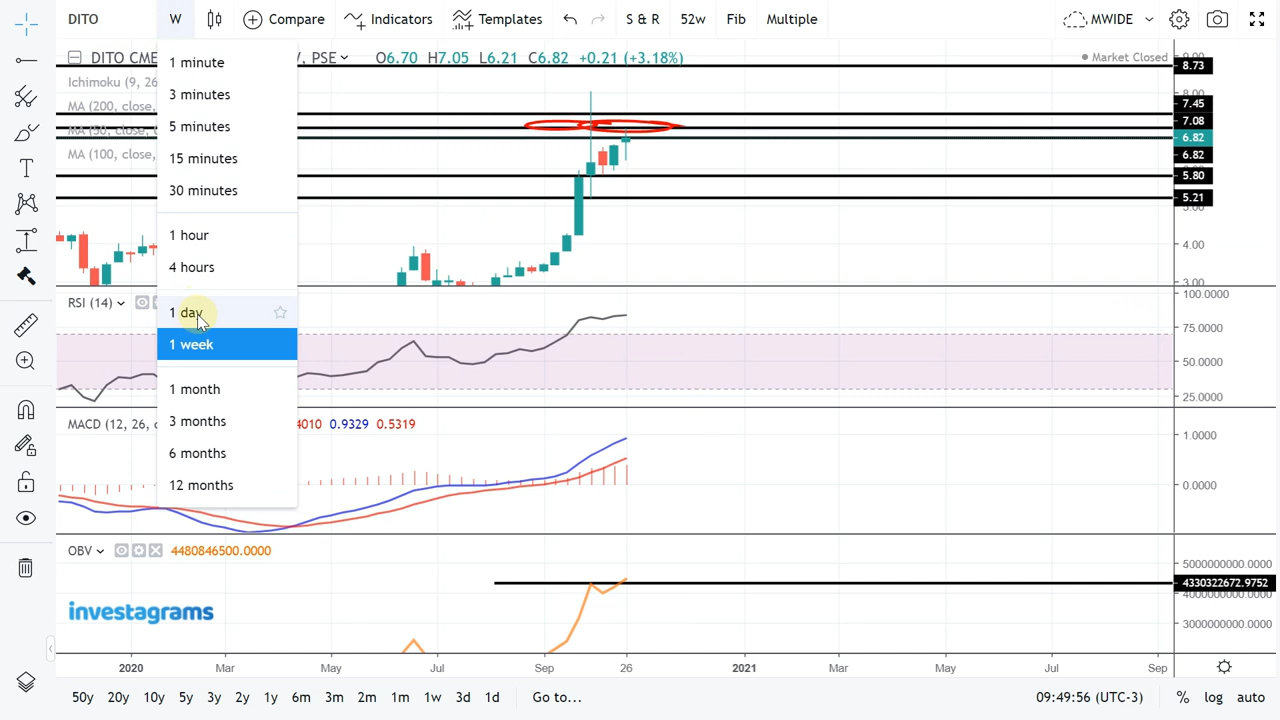 DITO W Compare Indicators Templates S & R 52w Fib Multiple MWIDE
DITO CME , PSE O6.70 H7.05 L6.21 C6.82 +0.21 (+3.18%) Market Closed
Ichimoku (9, 26
MA (200, close,
MA (50, close,
MA (100, close,
1 minute
3 minutes
5 minutes
15 minutes
30 minutes
1 hour
4 hours
1 day
1 week
1 month
3 months
6 months
12 months
9.00
8.73
8.00
7.45
7.08
6.82
6.82
5.80
5.21
5.00
4.00
3.00
RSI (14)
100.0000
75.0000
50.0000
25.0000
MACD (12, 26, 4010 0.9329 0.5319
1.0000
0.0000
OBV 4480846500.0000
5000000000.0000
4330322672.9752
4000000000.0000
3000000000.0000
investagrams
2020 Mar May Jul Sep 26 2021 Mar May Jul Sep
50y 20y 10y 5y 3y 2y 1y 6m 3m 2m 1m 1w 3d 1d Go to... 09:49:56 (UTC-3) % log auto